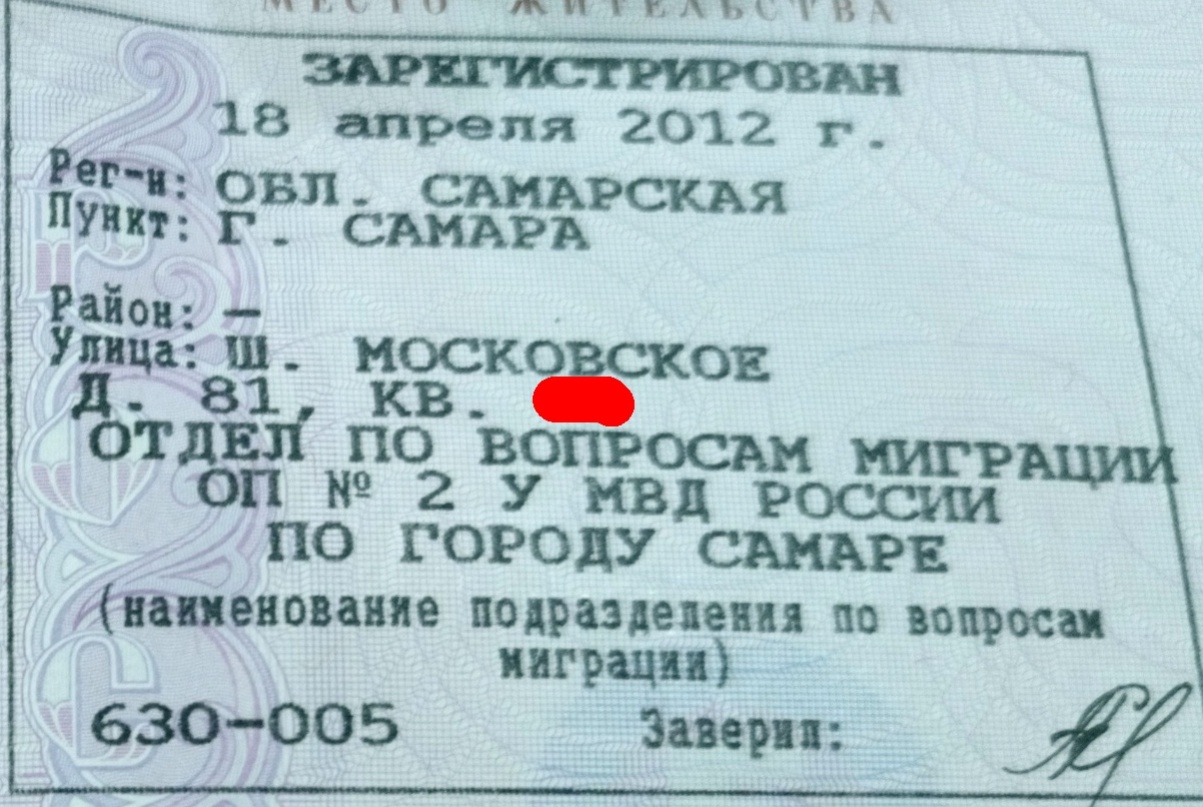 МЕСТО ЖИТЕЛЬСТВА
ЗАРЕГИСТРИРОВАН
18 апреля 2012 г.
Рег-н: ОБЛ. САМАРСКАЯ
Пункт: Г. САМАРА
Район: —
Улица: Ш. МОСКОВСКОЕ
Д. 81, КВ.
ОТДЕЛ ПО ВОПРОСАМ МИГРАЦИИ
ОП № 2 У МВД РОССИИ
ПО ГОРОДУ САМАРЕ
(наименование подразделения по вопросам
миграции)
630-005 Заверил: